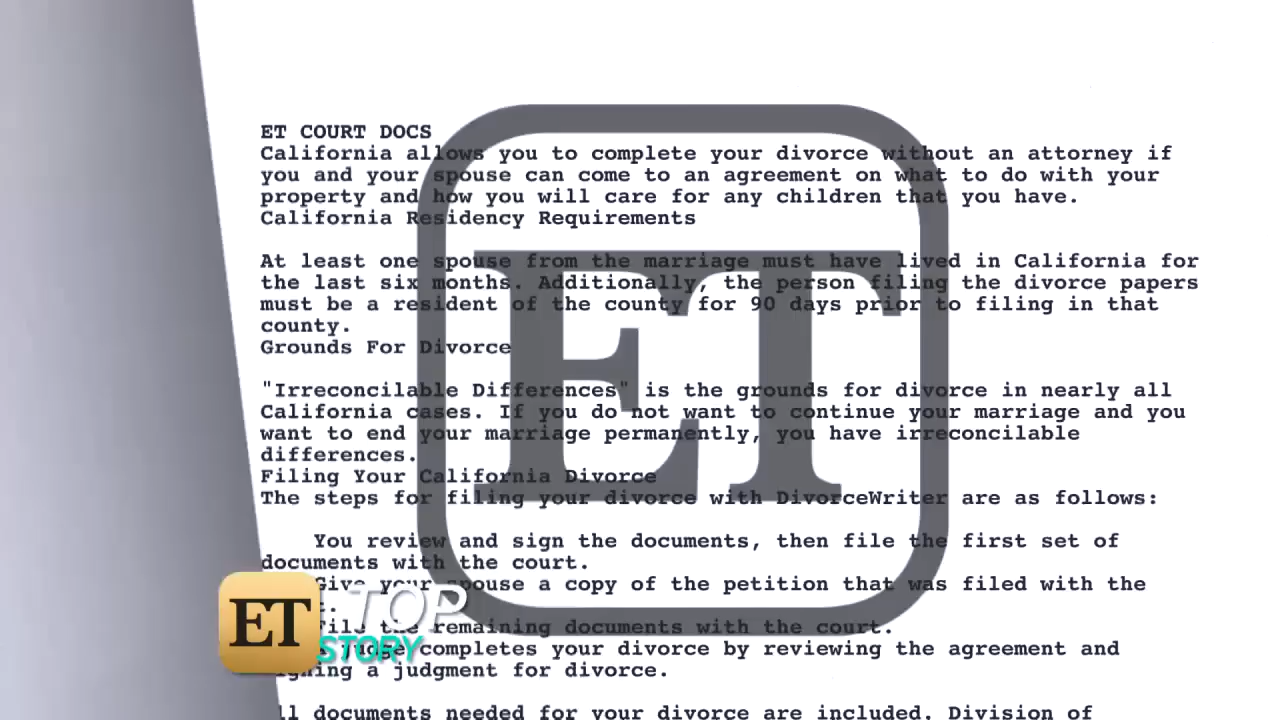 ET COURT DOCS
California allows you to complete your divorce without an attorney if
you and your spouse can come to an agreement on what to do with your
property and how you will care for any children that you have.
California Residency Requirements
At least one spouse from the marriage must have lived in California for
the last six months. Additionally, the person filing the divorce papers
must be a resident of the county for 90 days prior to filing in that
county.
Grounds For Divorce
"Irreconcilable Differences" is the grounds for divorce in nearly all
California cases. If you do not want to continue your marriage and you
want to end your marriage permanently, you have irreconcilable
differences.
Filing Your California Divorce
The steps for filing your divorce with DivorceWriter are as follows:
You review and sign the documents, then file the first set of
documents with the court.
Give your spouse a copy of the petition that was filed with the
File the remaining documents with the court.
judge completes your divorce by reviewing the agreement and
a judgment for divorce.
documents needed for your divorce are included. Division of
ET
ET TOP
STORY